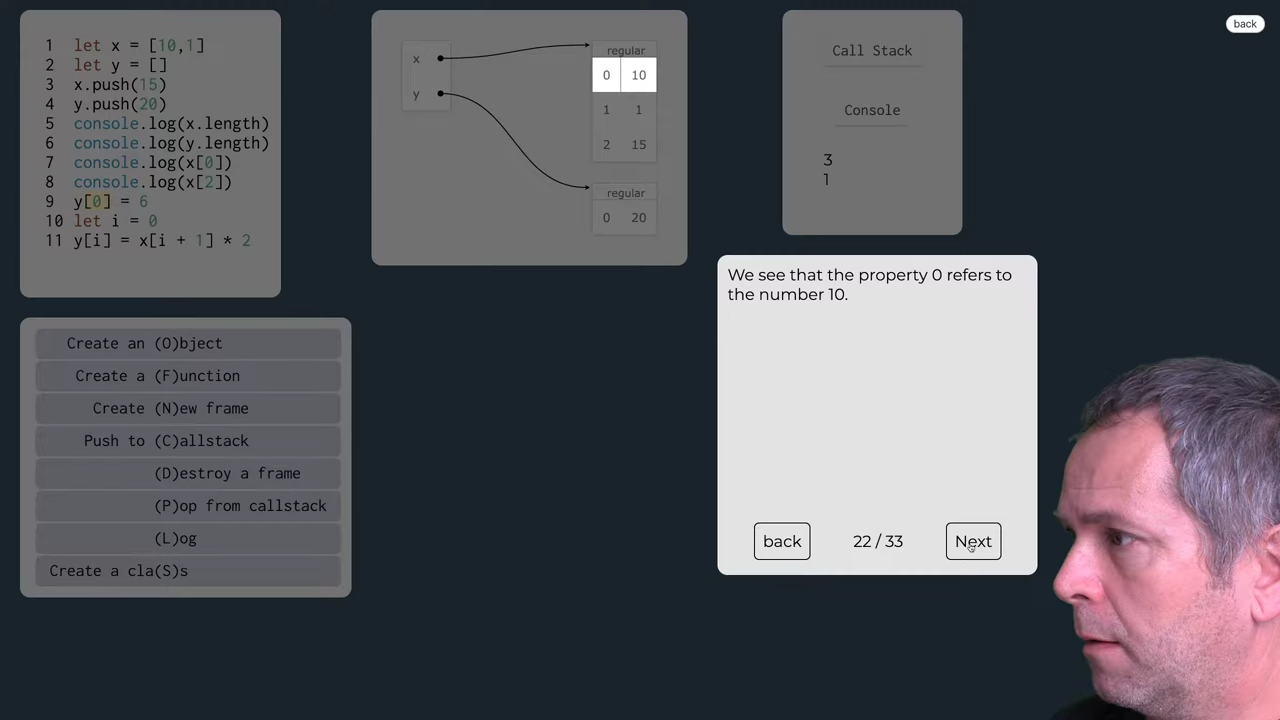 back
1 let x = [10,1]
2 let y = []
3 x.push(15)
4 y.push(20)
5 console.log(x.length)
6 console.log(y.length)
7 console.log(x[0])
8 console.log(x[2])
9 y[0] = 6
10 let i = 0
11 y[i] = x[i + 1] * 2
x
y
regular
0 10
1 1
2 15
regular
0 20
Call Stack
Console
3
1
We see that the property 0 refers to
the number 10.
back 22 / 33 Next
Create an (O)bject
Create a (F)unction
Create (N)ew frame
Push to (C)allstack
(D)estroy a frame
(P)op from callstack
(L)og
Create a cla(S)s